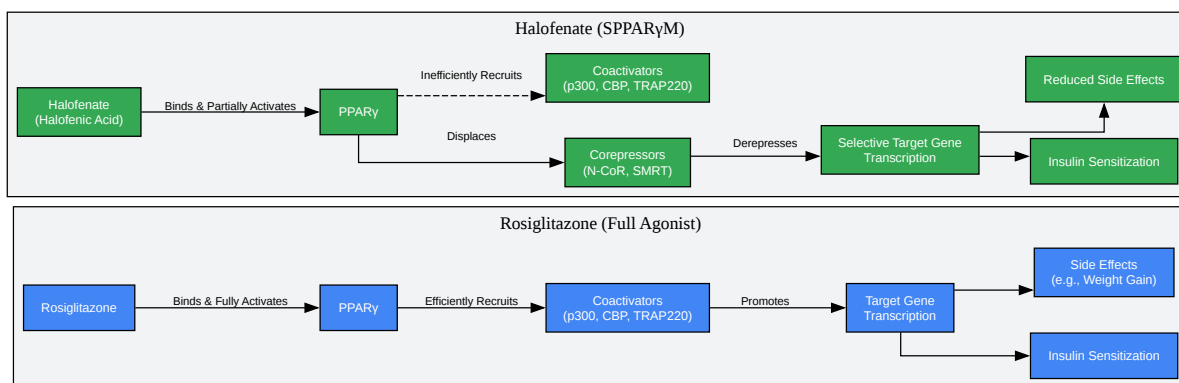 Halofenate (SPPARγM)
Inefficiently Recruits
Coactivators
(p300, CBP, TRAP220)
Reduced Side Effects
Halofenate
(Halofenic Acid)
Binds & Partially Activates
PPARγ
Displaces
Corepressors
(N-CoR, SMRT)
Derepresses
Selective Target Gene
Transcription
Insulin Sensitization
Rosiglitazone (Full Agonist)
Rosiglitazone
Binds & Fully Activates
PPARγ
Efficiently Recruits
Coactivators
(p300, CBP, TRAP220)
Promotes
Target Gene
Transcription
Side Effects
(e.g., Weight Gain)
Insulin Sensitization